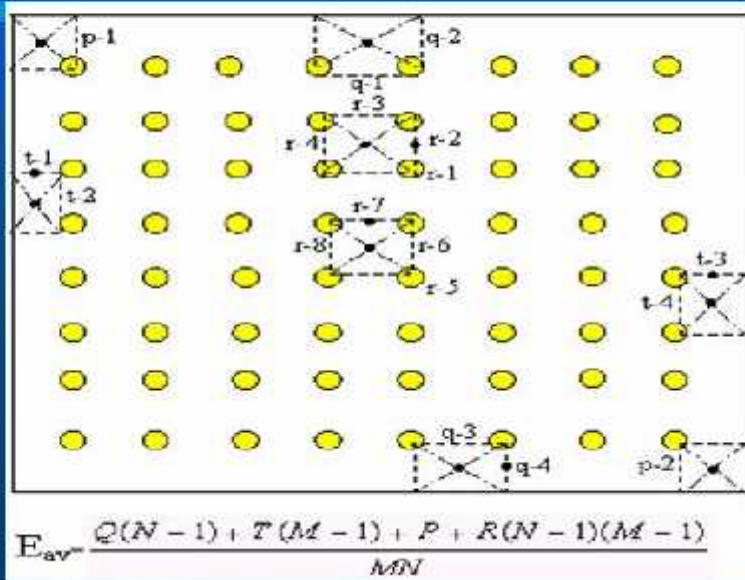 p-1
q-2
q-1
r-3
r-4
r-2
r-1
t-1
t-2
r-7
r-8
r-6
r-5
t-3
t-4
q-3
q-4
p-2
E_av= Q(N-1) + T(M-1) + P + R(N-1)(M-1) / MN